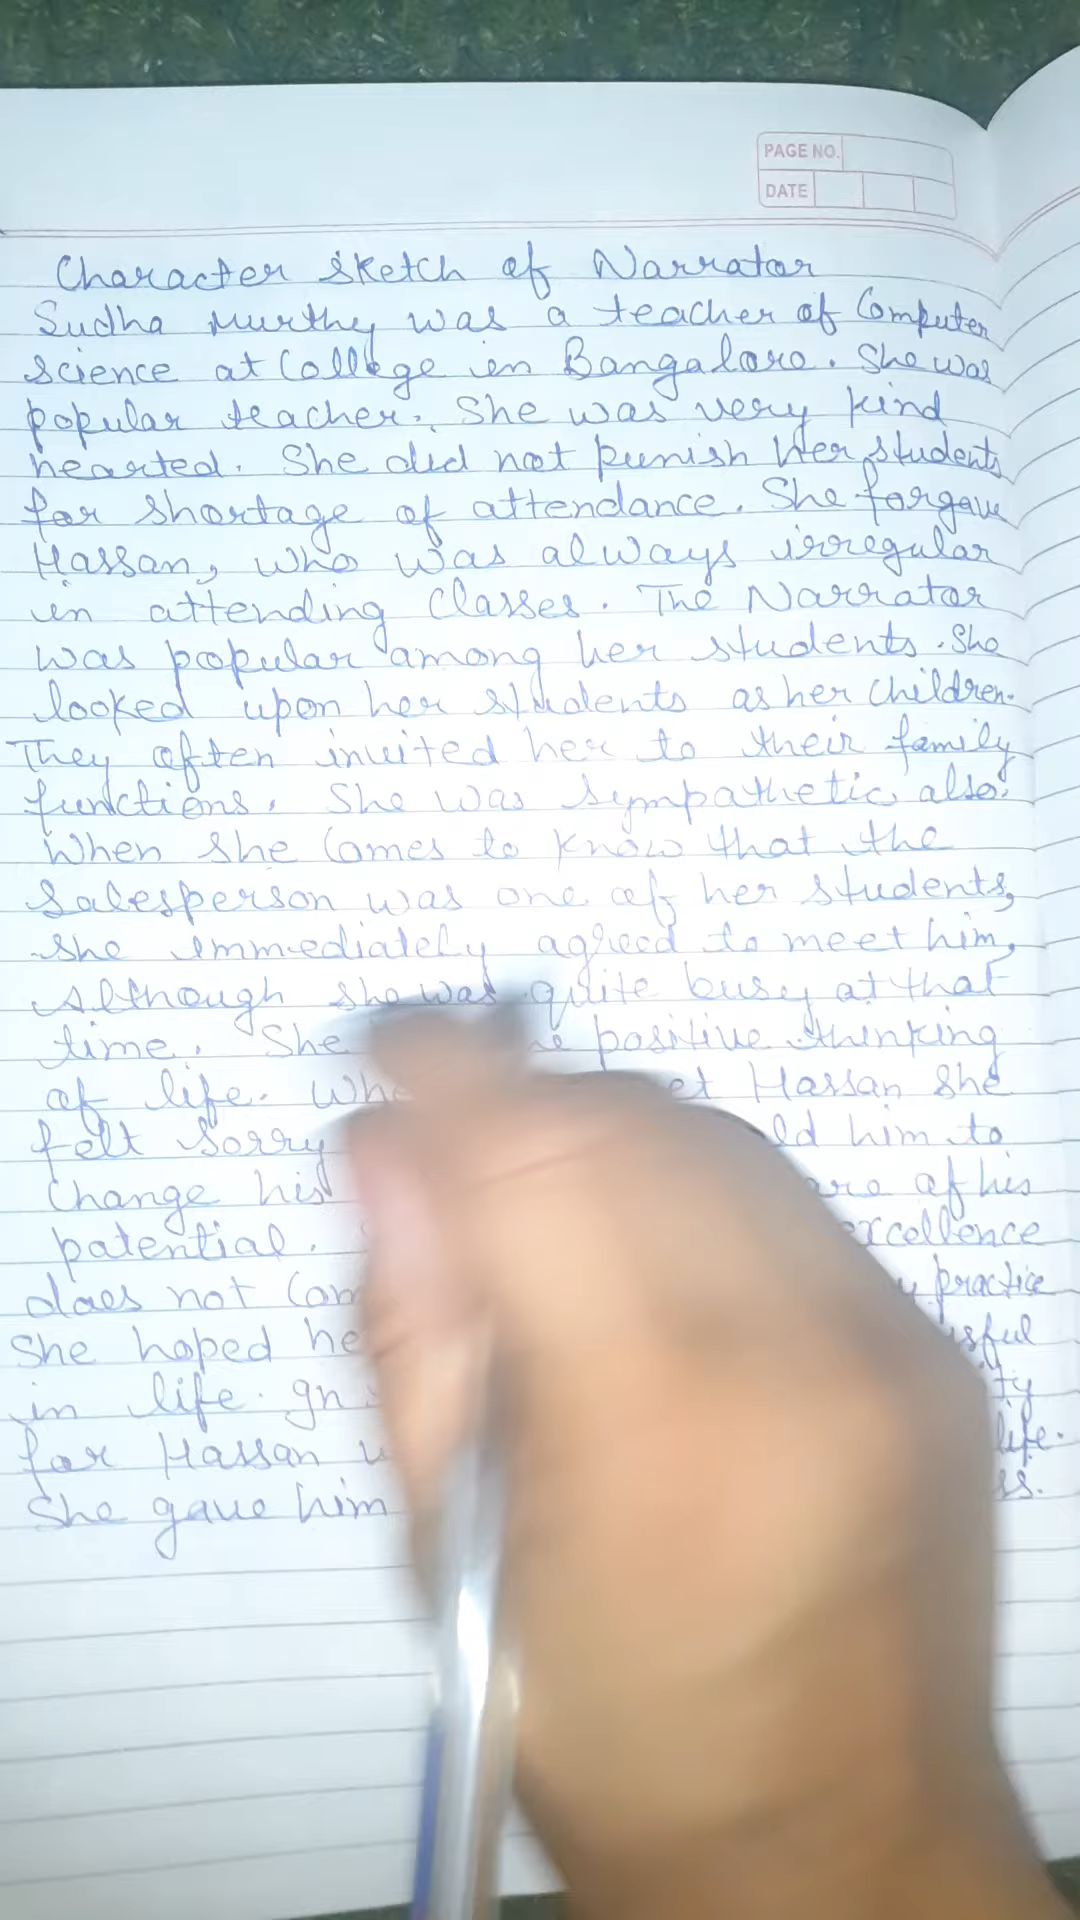 PAGE NO.
DATE
Character Sketch of Narrator
Sudha Murthy was a teacher of Computer
Science at College in Bangalore. She was
popular teacher. She was very kind
hearted. She did not punish her students
for shortage of attendance. She forgave
Hassan, who was always irregular
in attending Classes. The Narrator
was popular among her students. She
looked upon her students as her children.
They often invited her to their family
functions. She was sympathetic also.
When she Comes to know that the
Salesperson was one of her students,
she immediately agreed to meet him,
Although she was quite busy at that
time. She positive thinking
of life. Hassan she
felt sorry him to
Change his of his
potential. excellence
does not practice
She hoped
in life. 
for Hassan life.
She gave him